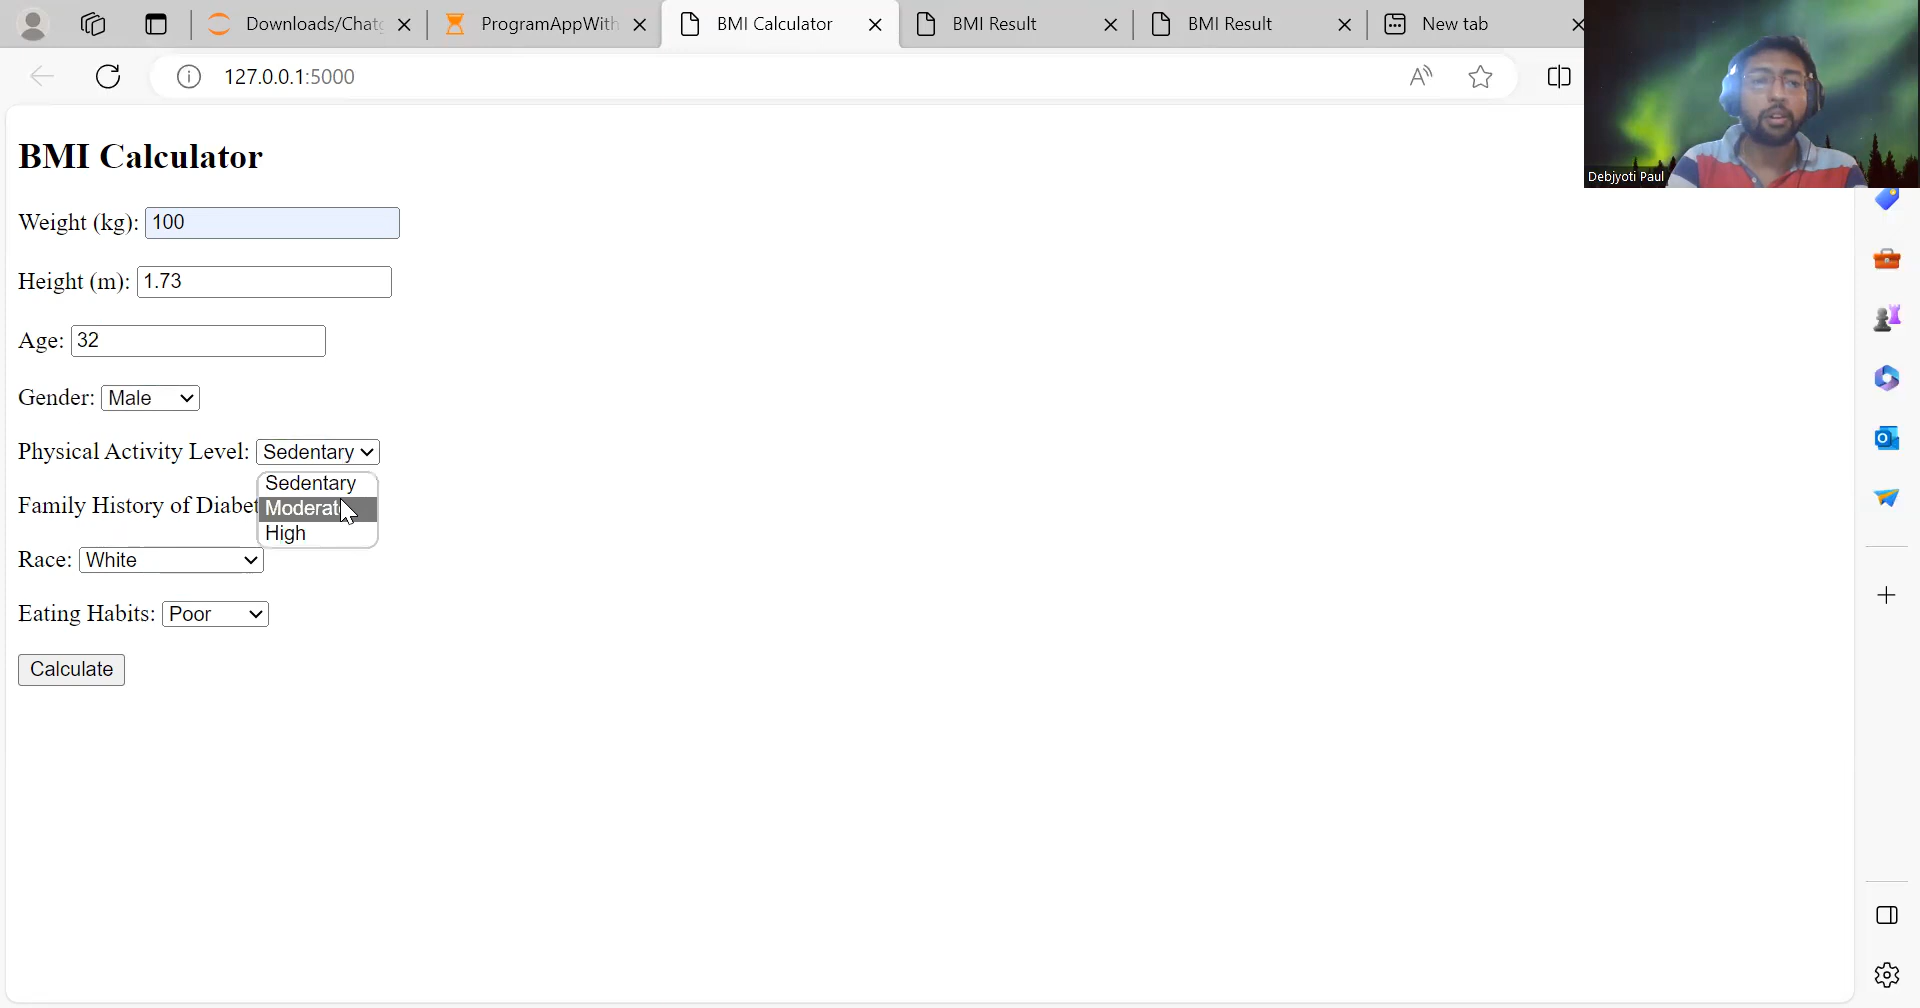 Downloads/Chatg
ProgramAppWith
BMI Calculator
BMI Result
BMI Result
New tab
127.0.0.1:5000
Debjyoti Paul
BMI Calculator
Weight (kg): 100
Height (m): 1.73
Age: 32
Gender: Male
Physical Activity Level: Sedentary
Sedentary
Family History of Diabet
Moderat
High
Race: White
Eating Habits: Poor
Calculate